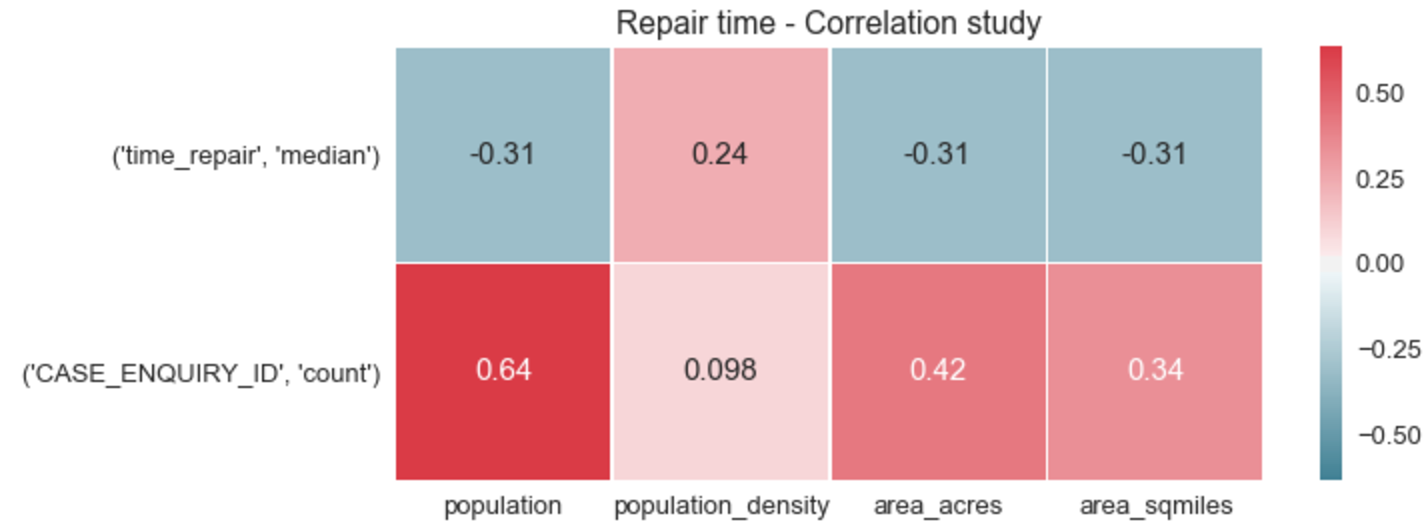 Repair time - Correlation study
('time_repair', 'median')
-0.31
0.24
-0.31
-0.31
('CASE_ENQUIRY_ID', 'count')
0.64
0.098
0.42
0.34
population
population_density
area_acres
area_sqmiles
0.50
0.25
0.00
−0.25
−0.50